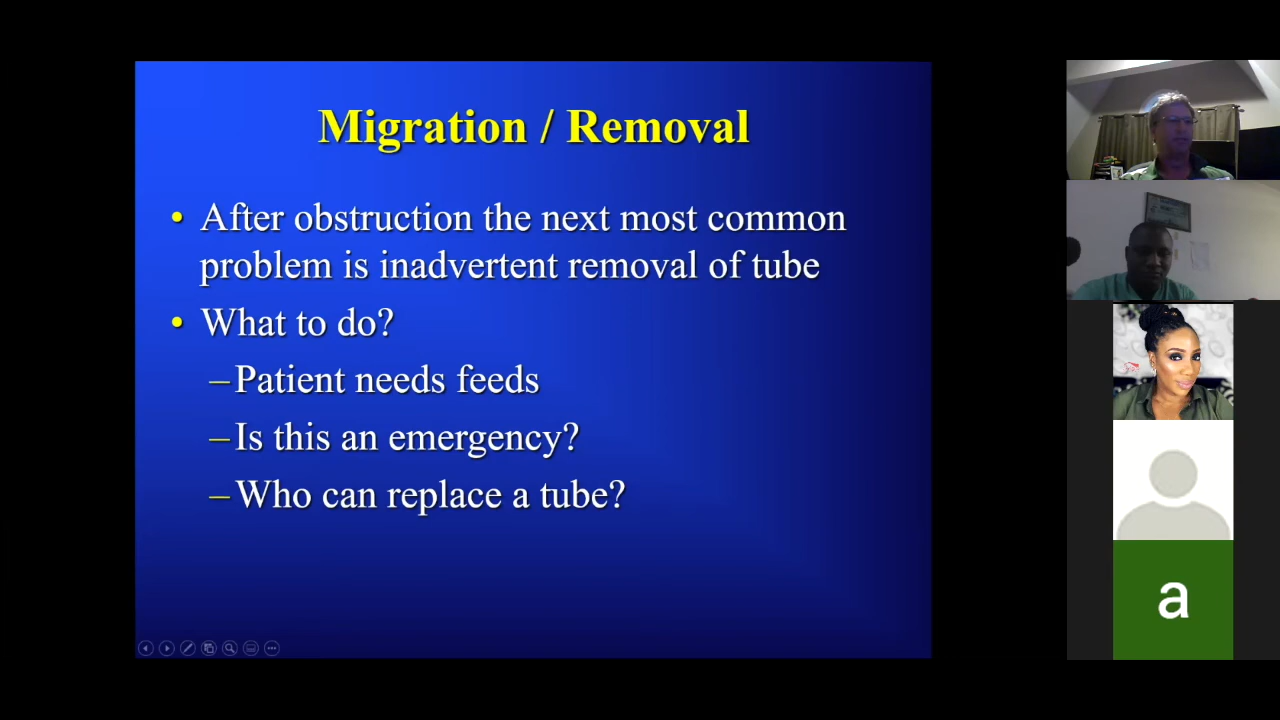 Migration / Removal
• After obstruction the next most common
problem is inadvertent removal of tube
• What to do?
–Patient needs feeds
–Is this an emergency?
–Who can replace a tube?
a